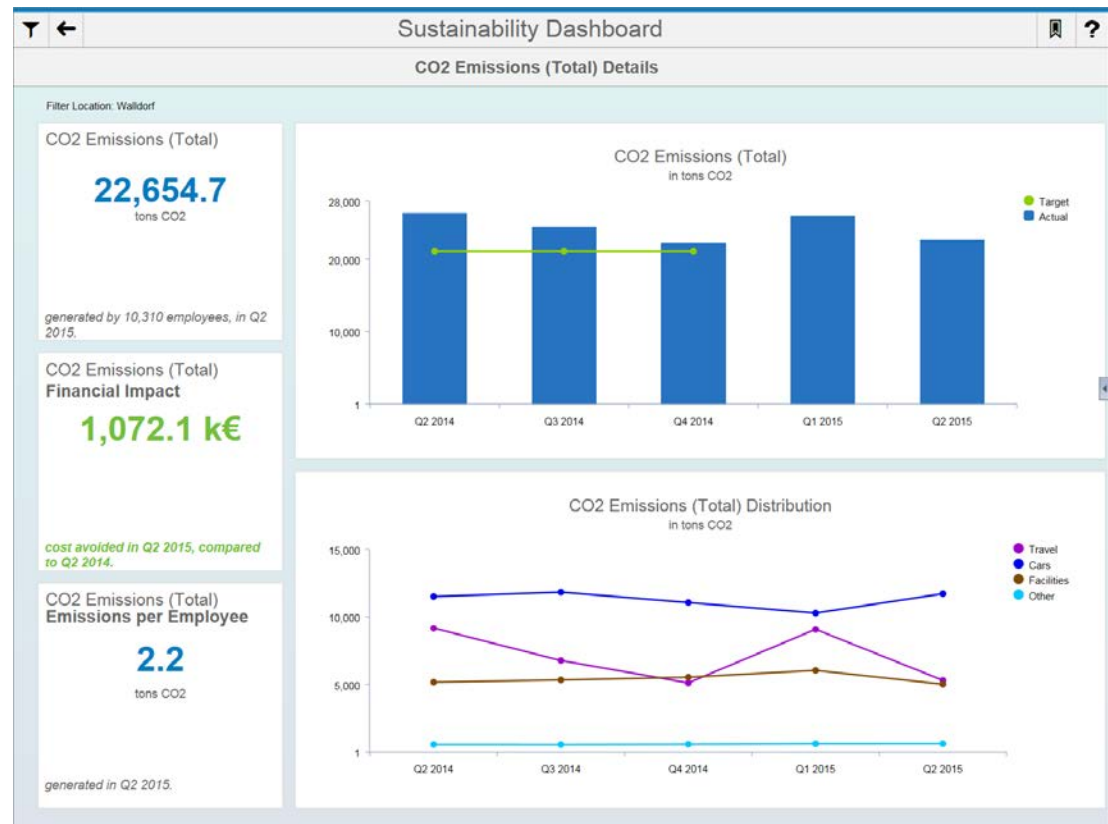 Sustainability Dashboard
?
CO2 Emissions (Total) Details
Filter Location: Walldorf
CO2 Emissions (Total)
22,654.7
tons CO2
generated by 10,310 employees, in Q2
2015.
CO2 Emissions (Total)
Financial Impact
1,072.1 k€
cost avoided in Q2 2015, compared
to Q2 2014.
CO2 Emissions (Total)
Emissions per Employee
2.2
tons CO2
generated in Q2 2015.
CO2 Emissions (Total)
in tons CO2
28,000
20,000
10,000
1
Q2 2014 Q3 2014 Q4 2014 Q1 2015 Q2 2015
Target
Actual
CO2 Emissions (Total) Distribution
in tons CO2
15,000
10,000
5,000
1
Q2 2014 Q3 2014 Q4 2014 Q1 2015 Q2 2015
Travel
Cars
Facilities
Other